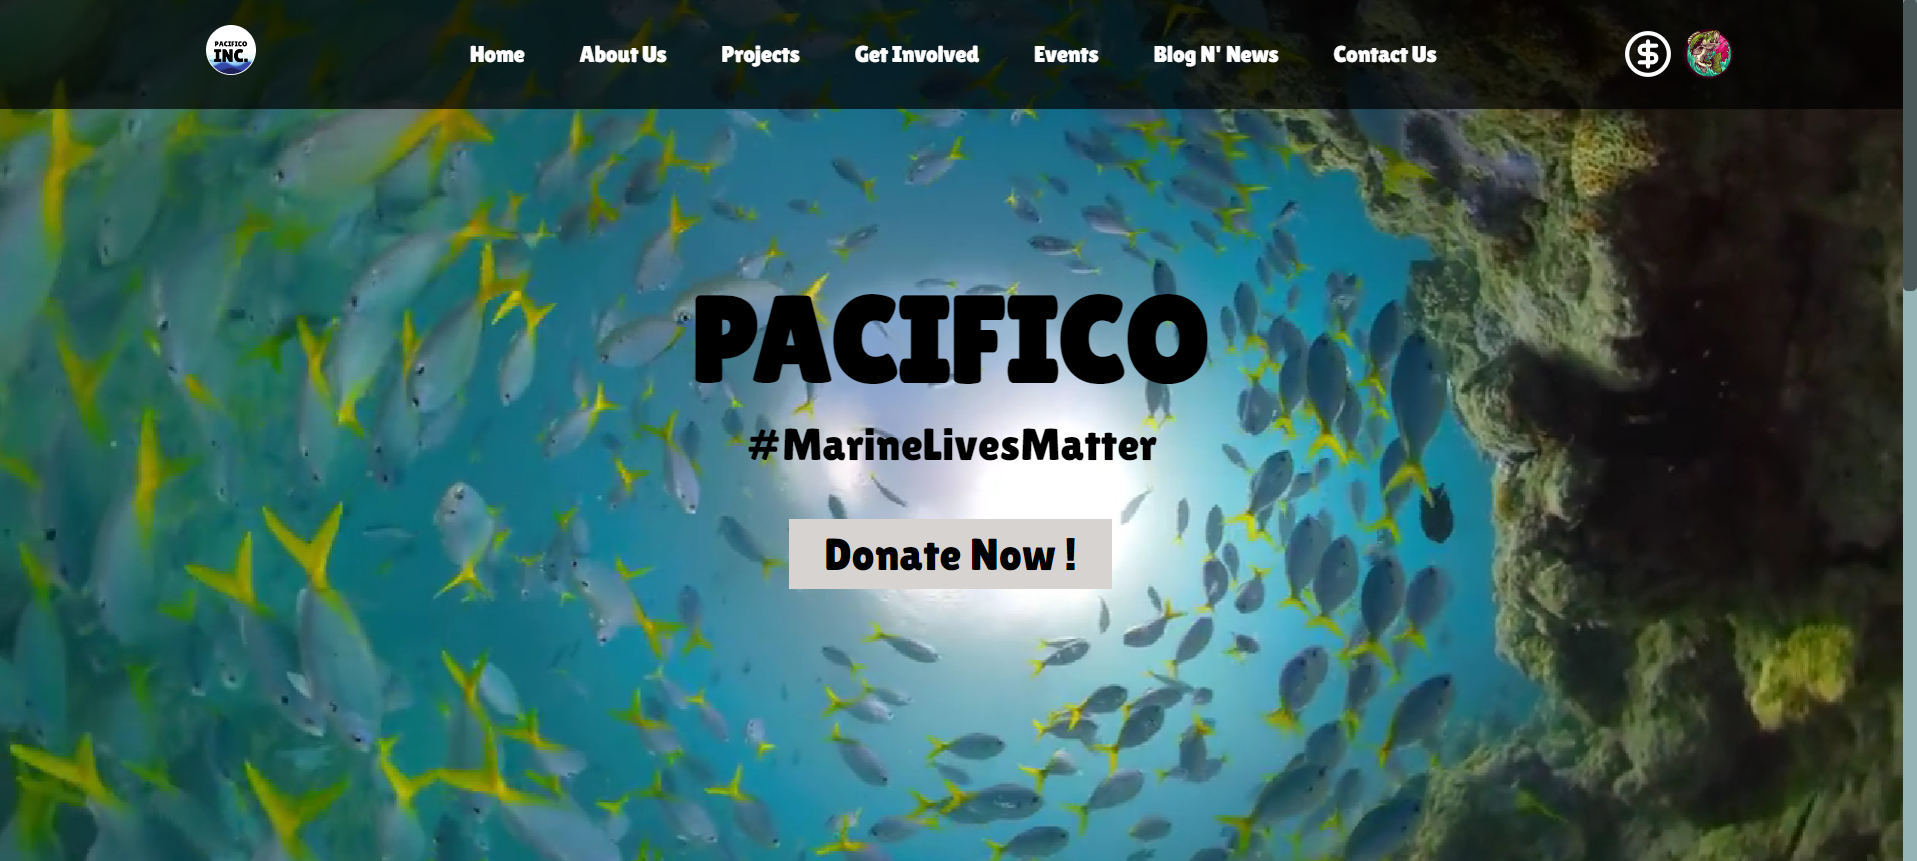 PACIFICO
INC.
Home About Us Projects Get Involved Events Blog N' News Contact Us
$
PACIFICO
#MarineLivesMatter
Donate Now !